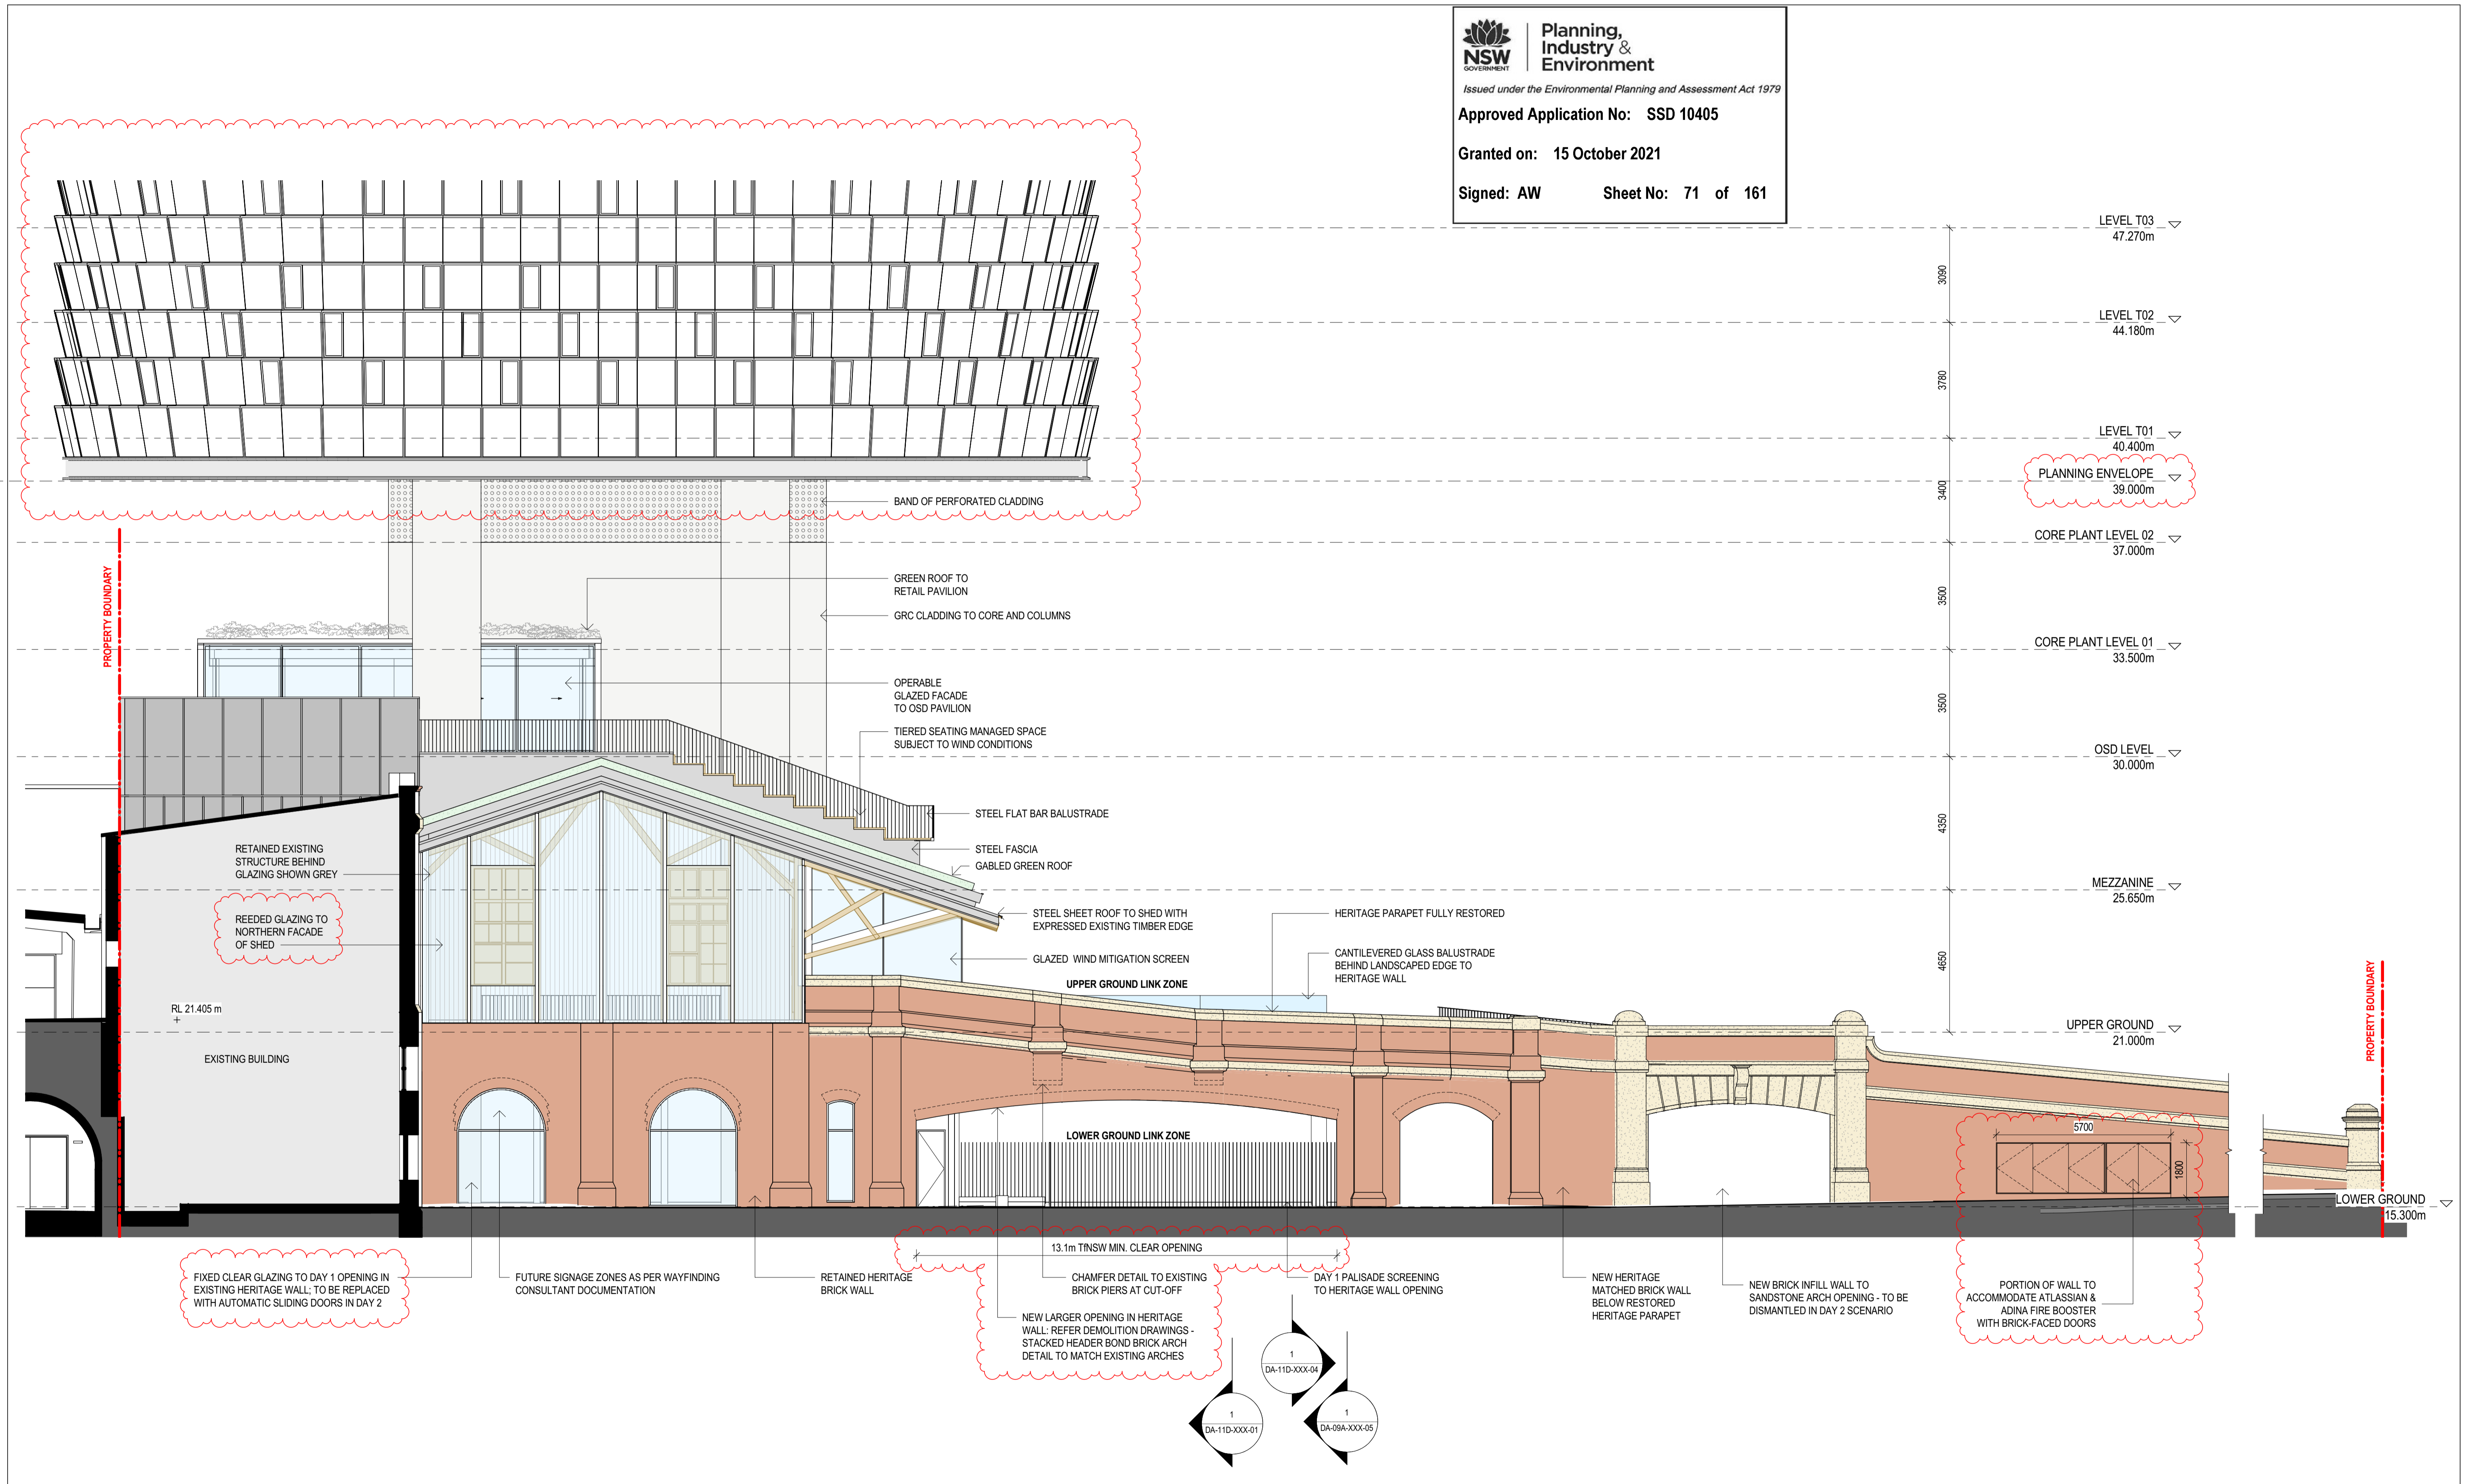 Planning,
Industry &
Environment
NSW
GOVERNMENT
Issued under the Environmental Planning and Assessment Act 1979
Approved Application No: SSD 10405
Granted on: 15 October 2021
Signed: AW Sheet No: 71 of 161
LEVEL T03
47.270m
3090
LEVEL T02
44.180m
3780
LEVEL T01
40.400m
PLANNING ENVELOPE
39.000m
3400
CORE PLANT LEVEL 02
37.000m
3500
CORE PLANT LEVEL 01
33.500m
3500
OSD LEVEL
30.000m
4350
MEZZANINE
25.650m
4650
UPPER GROUND
21.000m
LOWER GROUND
15.300m
PROPERTY BOUNDARY
PROPERTY BOUNDARY
BAND OF PERFORATED CLADDING
GREEN ROOF TO
RETAIL PAVILION
GRC CLADDING TO CORE AND COLUMNS
OPERABLE
GLAZED FACADE
TO OSD PAVILION
TIERED SEATING MANAGED SPACE
SUBJECT TO WIND CONDITIONS
STEEL FLAT BAR BALUSTRADE
STEEL FASCIA
GABLED GREEN ROOF
RETAINED EXISTING
STRUCTURE BEHIND
GLAZING SHOWN GREY
REEDED GLAZING TO
NORTHERN FACADE
OF SHED
STEEL SHEET ROOF TO SHED WITH
EXPRESSED EXISTING TIMBER EDGE
GLAZED WIND MITIGATION SCREEN
HERITAGE PARAPET FULLY RESTORED
CANTILEVERED GLASS BALUSTRADE
BEHIND LANDSCAPED EDGE TO
HERITAGE WALL
UPPER GROUND LINK ZONE
RL 21.405 m
EXISTING BUILDING
LOWER GROUND LINK ZONE
5700
1800
13.1m TfNSW MIN. CLEAR OPENING
FIXED CLEAR GLAZING TO DAY 1 OPENING IN
EXISTING HERITAGE WALL; TO BE REPLACED
WITH AUTOMATIC SLIDING DOORS IN DAY 2
FUTURE SIGNAGE ZONES AS PER WAYFINDING
CONSULTANT DOCUMENTATION
RETAINED HERITAGE
BRICK WALL
CHAMFER DETAIL TO EXISTING
BRICK PIERS AT CUT-OFF
NEW LARGER OPENING IN HERITAGE
WALL: REFER DEMOLITION DRAWINGS -
STACKED HEADER BOND BRICK ARCH
DETAIL TO MATCH EXISTING ARCHES
DAY 1 PALISADE SCREENING
TO HERITAGE WALL OPENING
NEW HERITAGE
MATCHED BRICK WALL
BELOW RESTORED
HERITAGE PARAPET
NEW BRICK INFILL WALL TO
SANDSTONE ARCH OPENING - TO BE
DISMANTLED IN DAY 2 SCENARIO
PORTION OF WALL TO
ACCOMMODATE ATLASSIAN &
ADINA FIRE BOOSTER
WITH BRICK-FACED DOORS
1
DA-11D-XXX-04
1
DA-11D-XXX-01
1
DA-09A-XXX-05